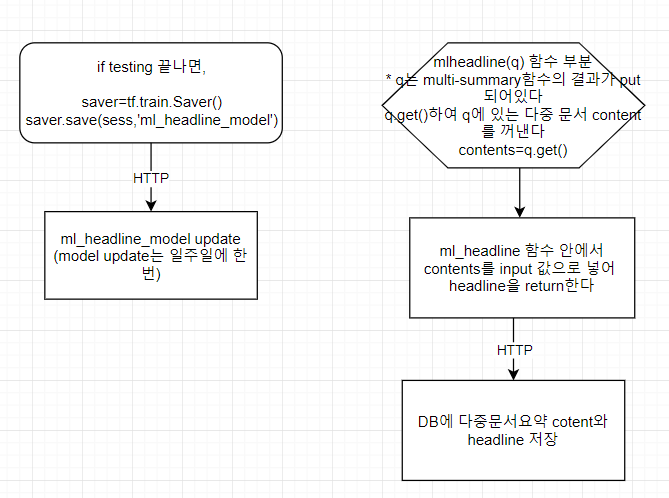 if testing 끝나면,
saver=tf.train.Saver()
saver.save(sess,'ml_headline_model')
HTTP
ml_headline_model update
(model update는 일주일에 한
번)
mlheadline(q) 함수 부분
* q는 multi-summary함수의 결과가 put
되어있다
q.get()하여 q에 있는 다중 문서 content
를 꺼낸다
contents=q.get()
ml_headline 함수 안에서
contents를 input 값으로 넣어
headline을 return한다
HTTP
DB에 다중문서요약 cotent와
headline 저장